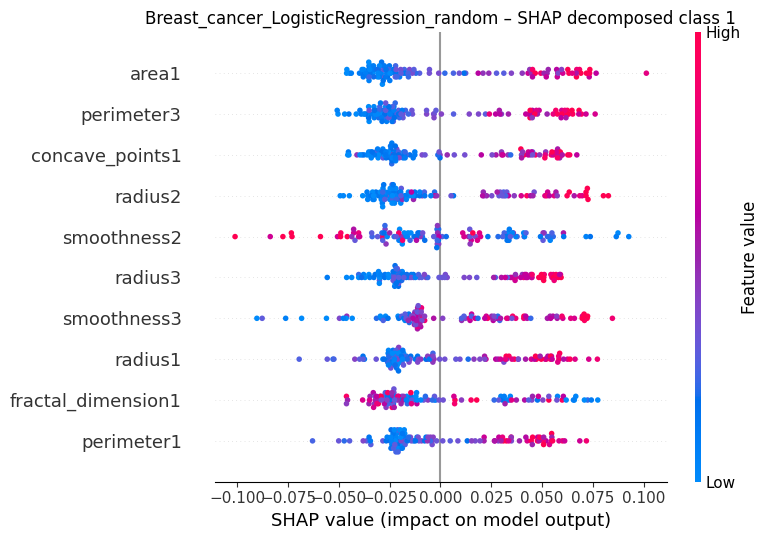 Breast_cancer_LogisticRegression_random – SHAP decomposed class 1
High
area1
perimeter3
concave_points1
radius2
smoothness2
radius3
smoothness3
radius1
fractal_dimension1
perimeter1
Feature value
Low
−0.100 −0.075 −0.050 −0.025 0.000 0.025 0.050 0.075 0.100
SHAP value (impact on model output)